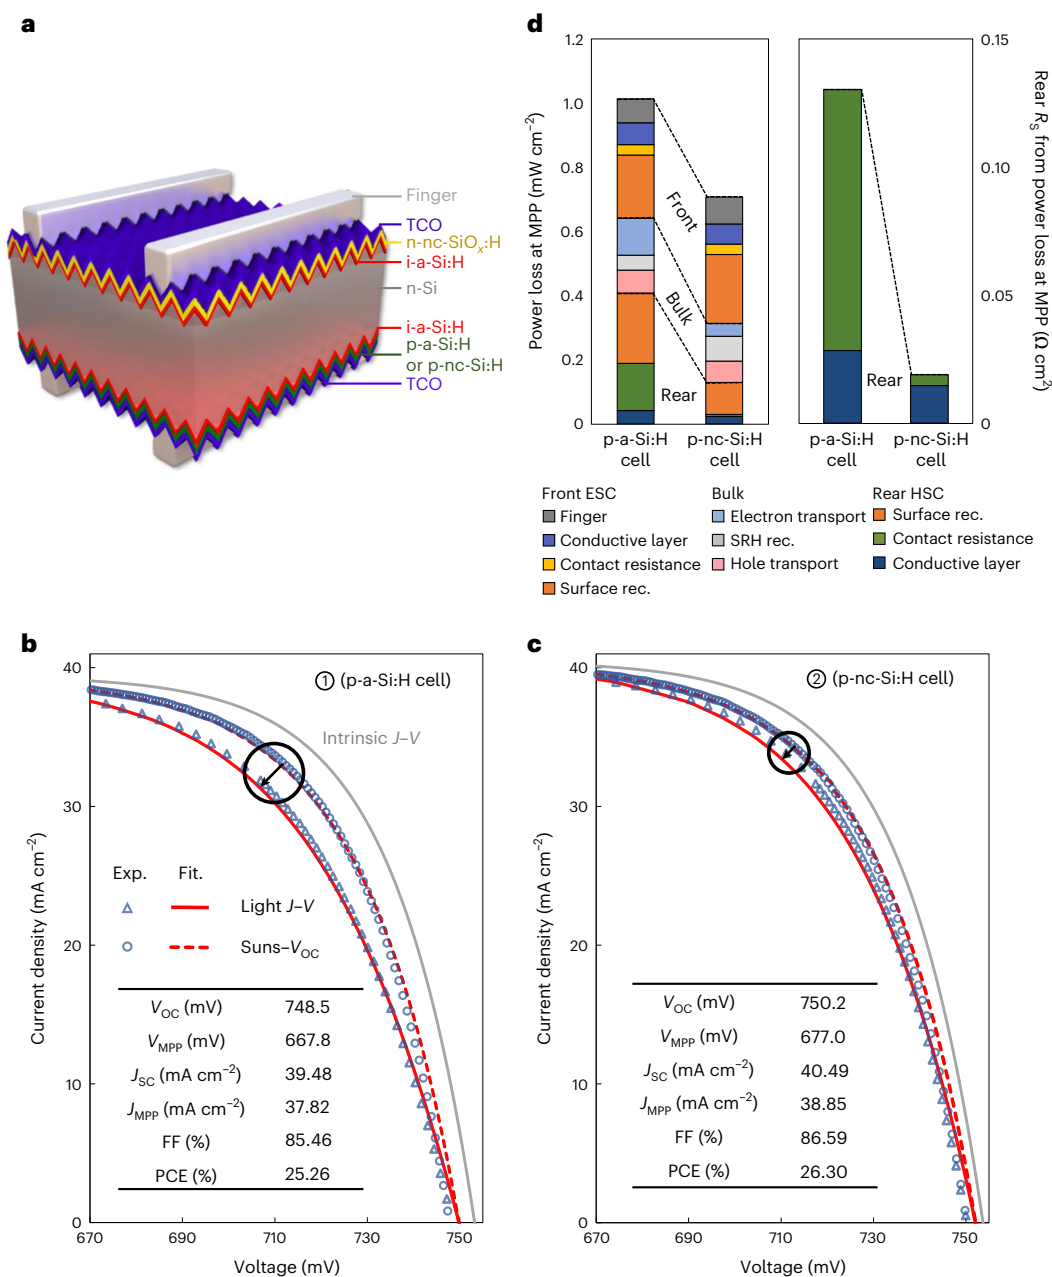 a
Finger
TCO
n-nc-SiOx:H
i-a-Si:H
n-Si
i-a-Si:H
p-a-Si:H
or p-nc-Si:H
TCO
d
Power loss at MPP (mW cm−2)
1.2
1.0
0.8
0.6
0.4
0.2
0
Front
Bulk
Rear
p-a-Si:H
cell
p-nc-Si:H
cell
Rear
p-a-Si:H
cell
p-nc-Si:H
cell
0.15
0.10
0.05
0
Rear RS from power loss at MPP (Ω cm2)
Front ESC
Finger
Conductive layer
Contact resistance
Surface rec.
Bulk
Electron transport
SRH rec.
Hole transport
Rear HSC
Surface rec.
Contact resistance
Conductive layer
b
Current density (mA cm−2)
40
30
20
10
0
1 (p-a-Si:H cell)
Intrinsic J–V
Exp. Fit.
Light J–V
Suns–VOC
VOC (mV) 748.5
VMPP (mV) 667.8
JSC (mA cm−2) 39.48
JMPP (mA cm−2) 37.82
FF (%) 85.46
PCE (%) 25.26
670 690 710 730 750
Voltage (mV)
c
Current density (mA cm−2)
40
30
20
10
0
2 (p-nc-Si:H cell)
VOC (mV) 750.2
VMPP (mV) 677.0
JSC (mA cm−2) 40.49
JMPP (mA cm−2) 38.85
FF (%) 86.59
PCE (%) 26.30
670 690 710 730 750
Voltage (mV)